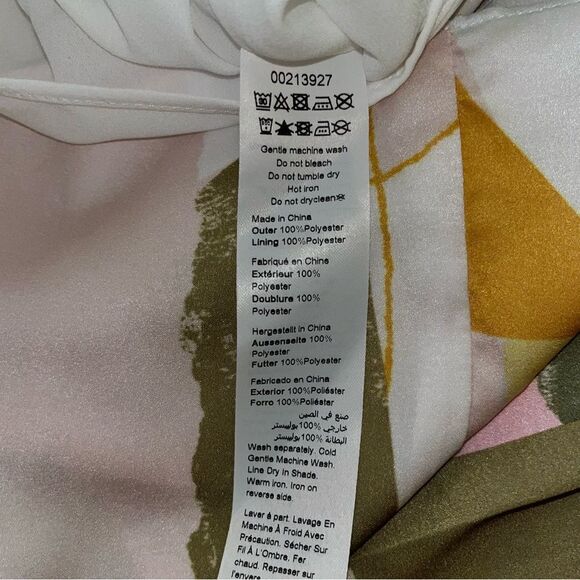 00213927
Gentle machine wash
Do not bleach
Do not tumble dry
Hot iron
Do not dryclean
Made in China
Outer 100%Polyester
Lining 100%Polyester
Fabriqué en Chine
Extérieur 100%
Polyester
Doublure 100%
Polyester
Hergestellt in China
Aussenseite 100%
Polyester
Futter 100%Polyester
Fabricado en China
Exterior 100%Poliéster
Forro 100%Poliéster
صنع في الصين
خارجي 100%بوليستر
البطانة 100%بوليستر
Wash separately. Cold
Gentle Machine Wash.
Line Dry in Shade.
Warm iron. Iron on
reverse side.
Laver à part. Lavage En
Machine À Froid Avec
Précaution. Sécher Sur
Fil À L'Ombre. Fer
chaud. Repasser sur
l'envers